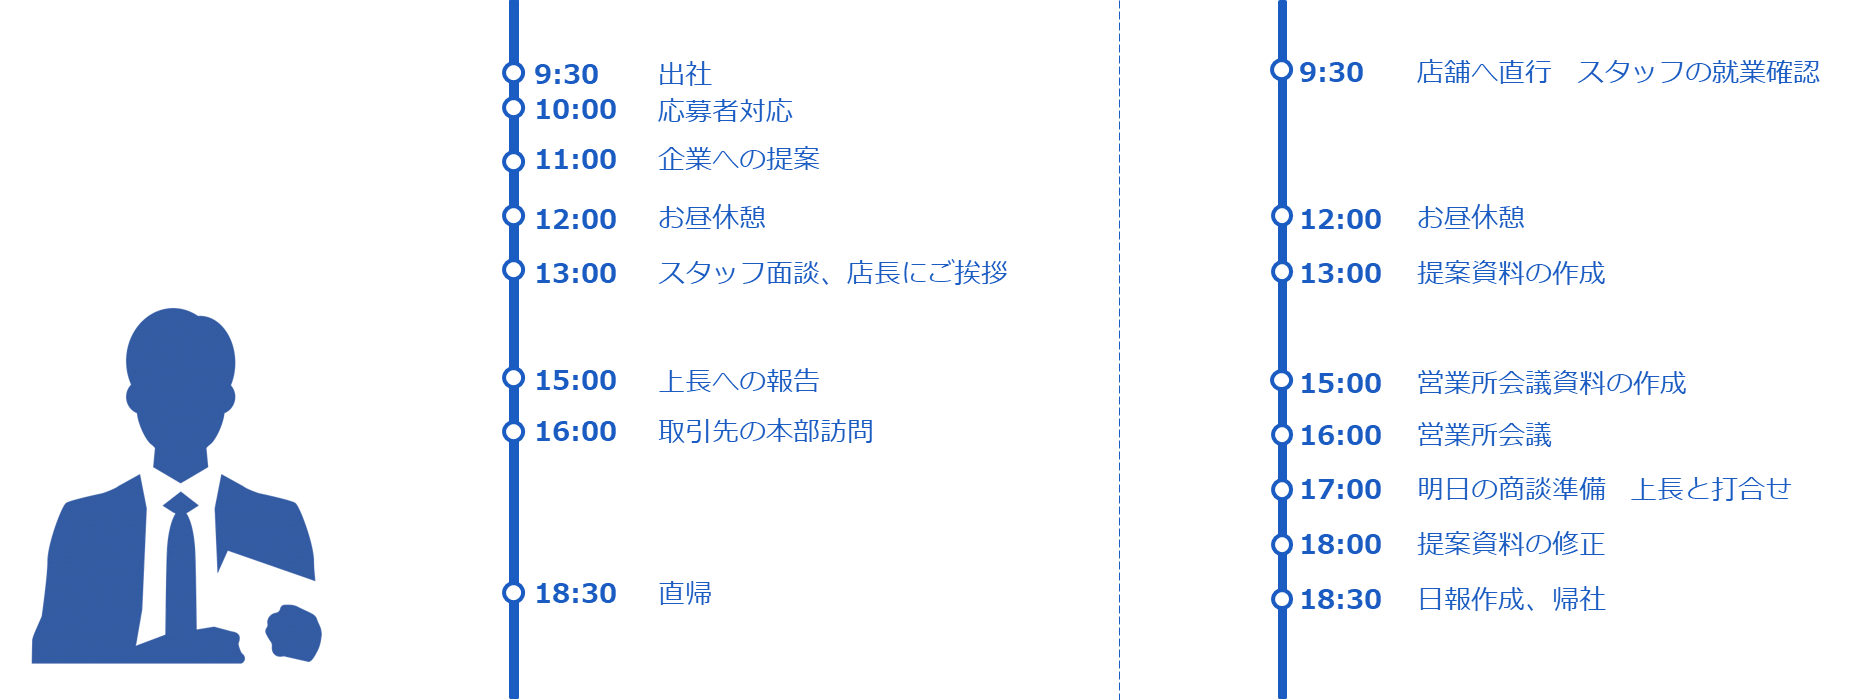 9:30 出社
10:00 応募者対応
11:00 企業への提案
12:00 お昼休憩
13:00 スタッフ面談、店長にご挨拶
15:00 上長への報告
16:00 取引先の本部訪問
18:30 直帰
9:30 店舗へ直行　スタッフの就業確認
12:00 お昼休憩
13:00 提案資料の作成
15:00 営業所会議資料の作成
16:00 営業所会議
17:00 明日の商談準備　上長と打合せ
18:00 提案資料の修正
18:30 日報作成、帰社